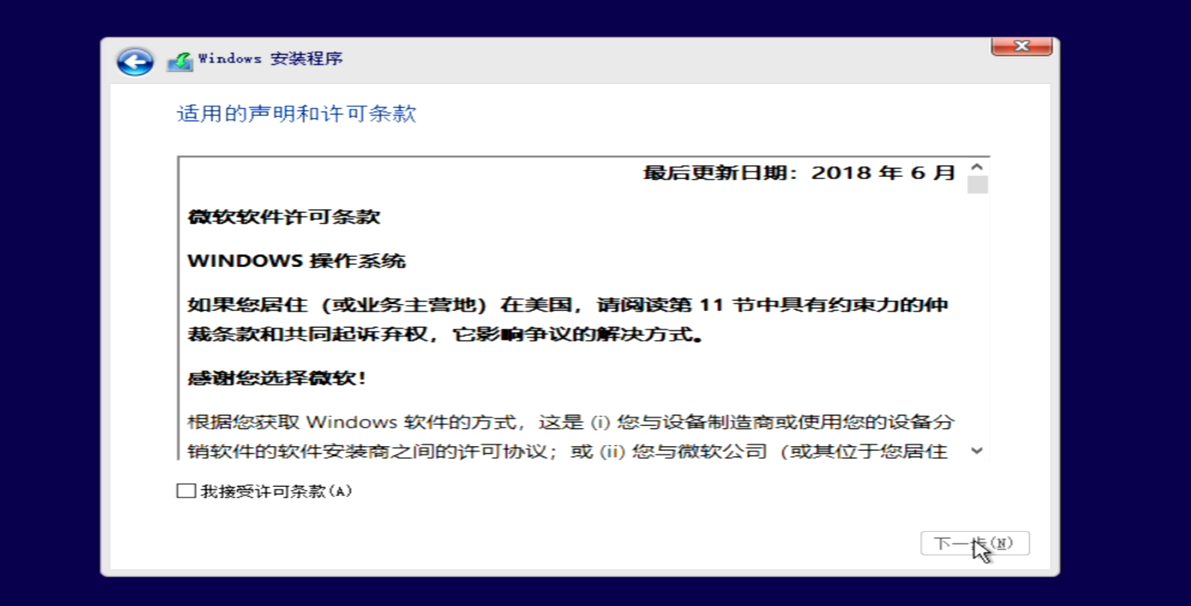 Windows 安装程序
适用的声明和许可条款
最后更新日期：2018 年 6 月
微软软件许可条款
WINDOWS 操作系统
如果您居住（或业务主营地）在美国，请阅读第 11 节中具有约束力的仲
裁条款和共同起诉弃权，它影响争议的解决方式。
感谢您选择微软！
根据您获取 Windows 软件的方式，这是 (i) 您与设备制造商或使用您的设备分
销软件的软件安装商之间的许可协议；或 (ii) 您与微软公司（或其位于您居住
我接受许可条款(A)
下一步(N)